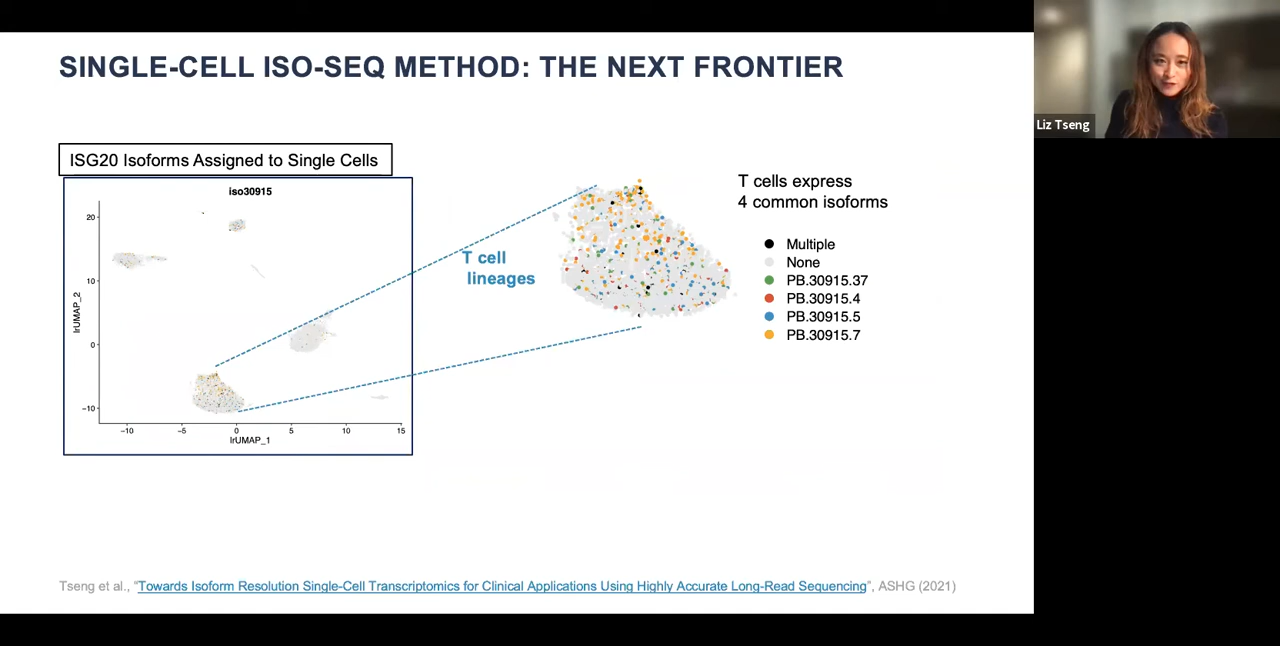 SINGLE-CELL ISO-SEQ METHOD: THE NEXT FRONTIER
Liz Tseng
ISG20 Isoforms Assigned to Single Cells
iso30915
20
10
0
-10
lrUMAP_2
-10
-5
0
5
10
15
lrUMAP_1
T cell
lineages
T cells express
4 common isoforms
Multiple
None
PB.30915.37
PB.30915.4
PB.30915.5
PB.30915.7
Tseng et al., “Towards Isoform Resolution Single-Cell Transcriptomics for Clinical Applications Using Highly Accurate Long-Read Sequencing”, ASHG (2021)